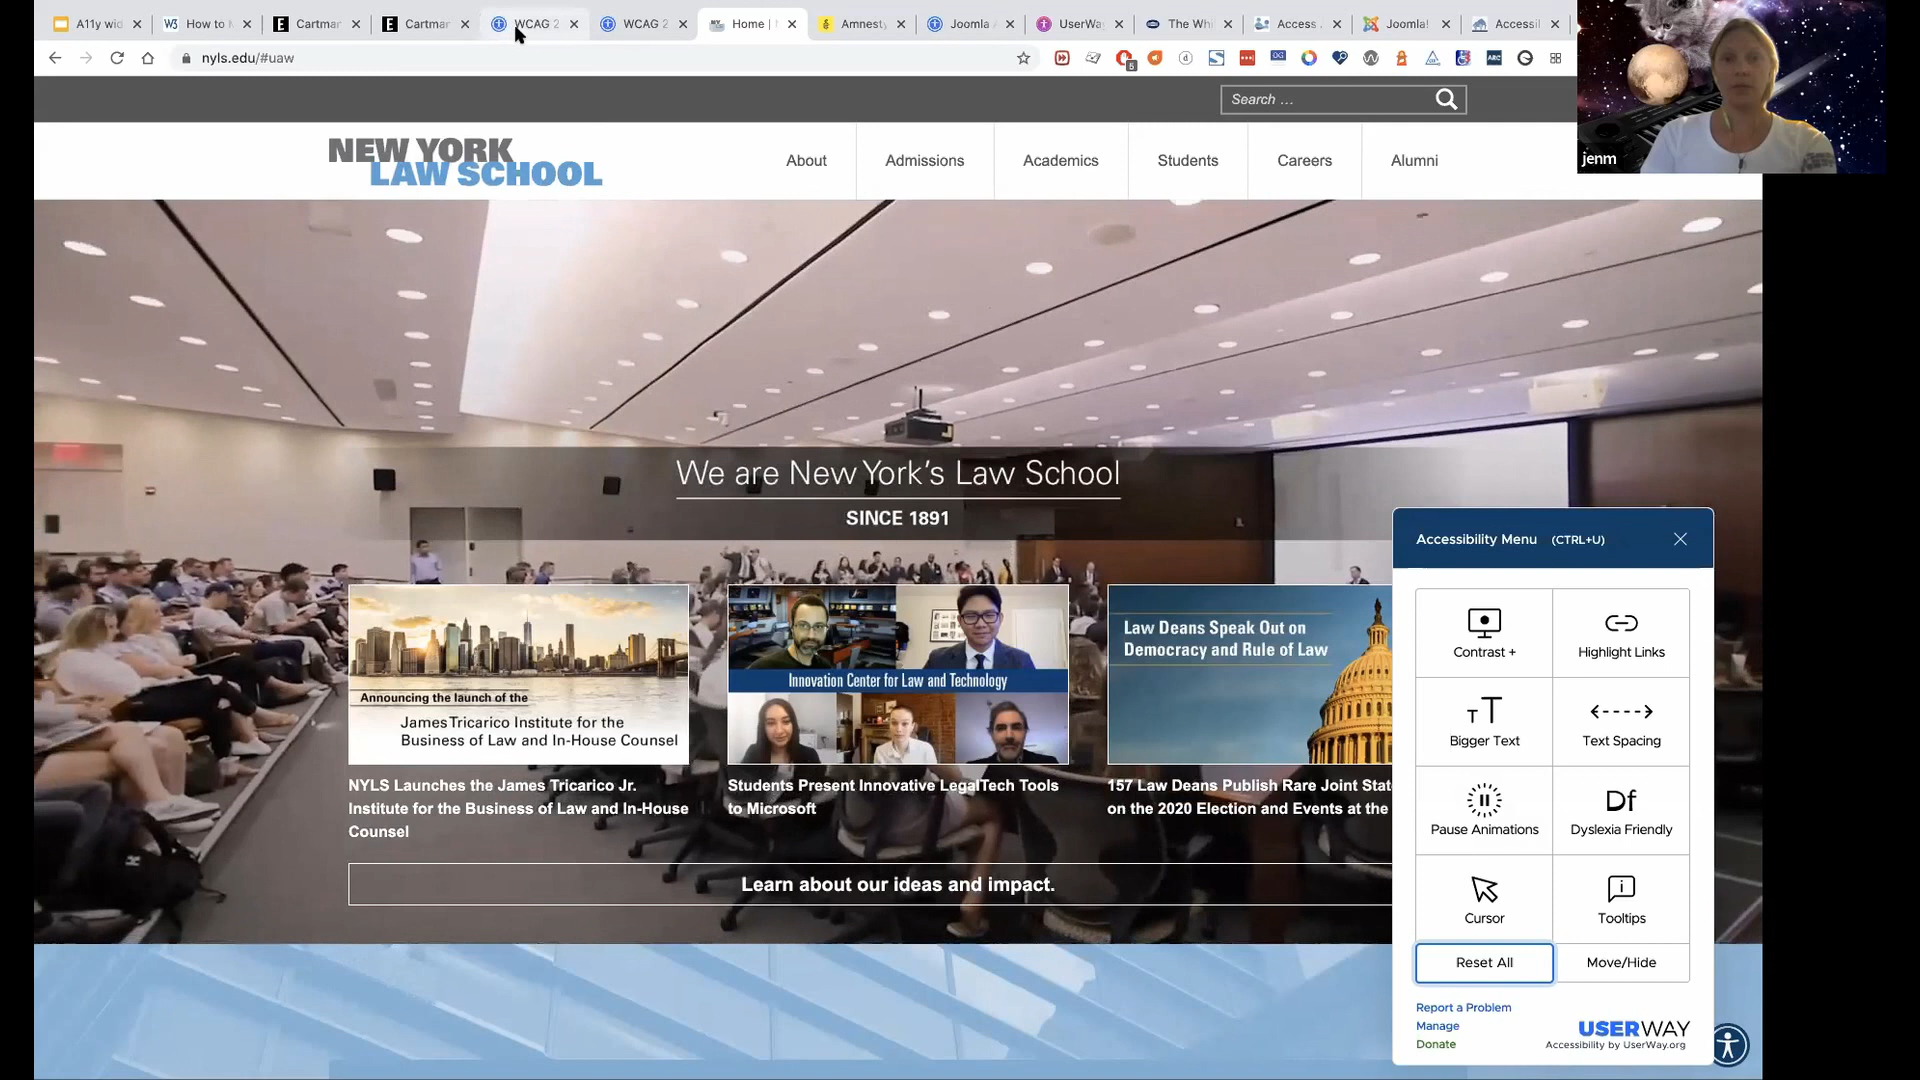 A11y wid
How to M
Cartman
Cartman
WCAG 2
WCAG 2
Home |
Amnest
Joomla
UserWa
The Whi
Access
Joomla!
Accessil
nyls.edu/#uaw
5
Search ...
NEW YORK
LAW SCHOOL
About
Admissions
Academics
Students
Careers
Alumni
jenm
We are New York's Law School
SINCE 1891
Announcing the launch of the
James Tricarico Institute for the
Business of Law and In-House Counsel
Innovation Center for Law and Technology
Law Deans Speak Out on
Democracy and Rule of Law
NYLS Launches the James Tricarico Jr.
Institute for the Business of Law and In-House
Counsel
Students Present Innovative LegalTech Tools
to Microsoft
157 Law Deans Publish Rare Joint State
on the 2020 Election and Events at the
Learn about our ideas and impact.
Accessibility Menu (CTRL+U)
Contrast +
Highlight Links
Bigger Text
Text Spacing
Pause Animations
Df
Dyslexia Friendly
Cursor
Tooltips
Reset All
Move/Hide
Report a Problem
Manage
Donate
USERWAY
Accessibility by UserWay.org